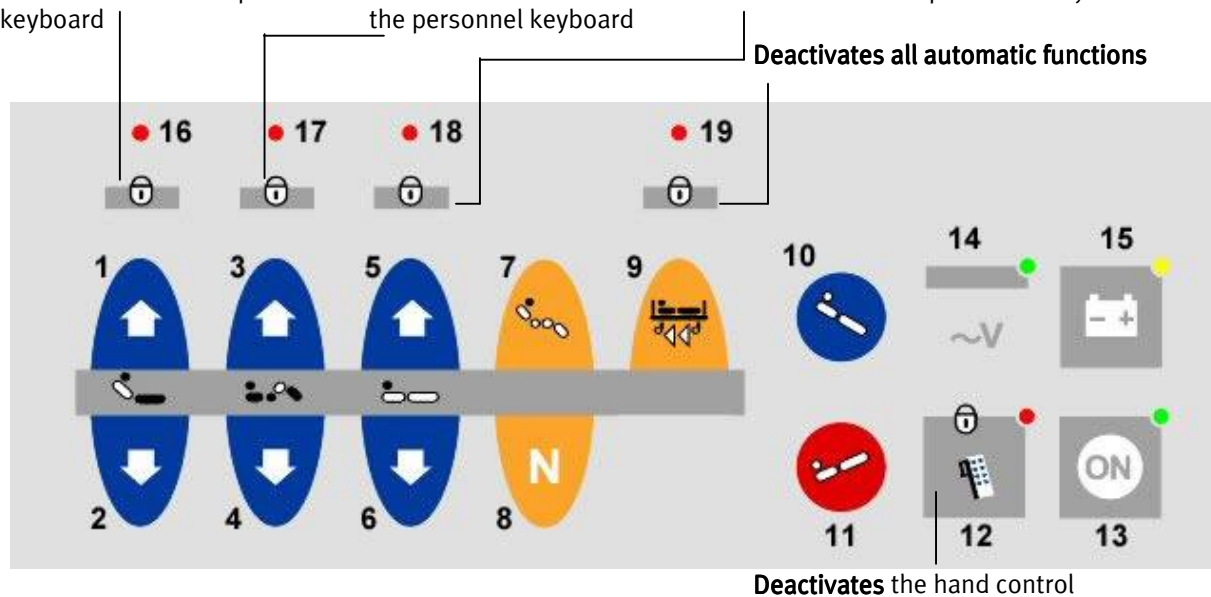 keyboard
the personnel keyboard
Deactivates all automatic functions
16 17 18 19
1 3 5 7 9 10 14 15
~V
- +
N
ON
2 4 6 8 11 12 13
Deactivates the hand control